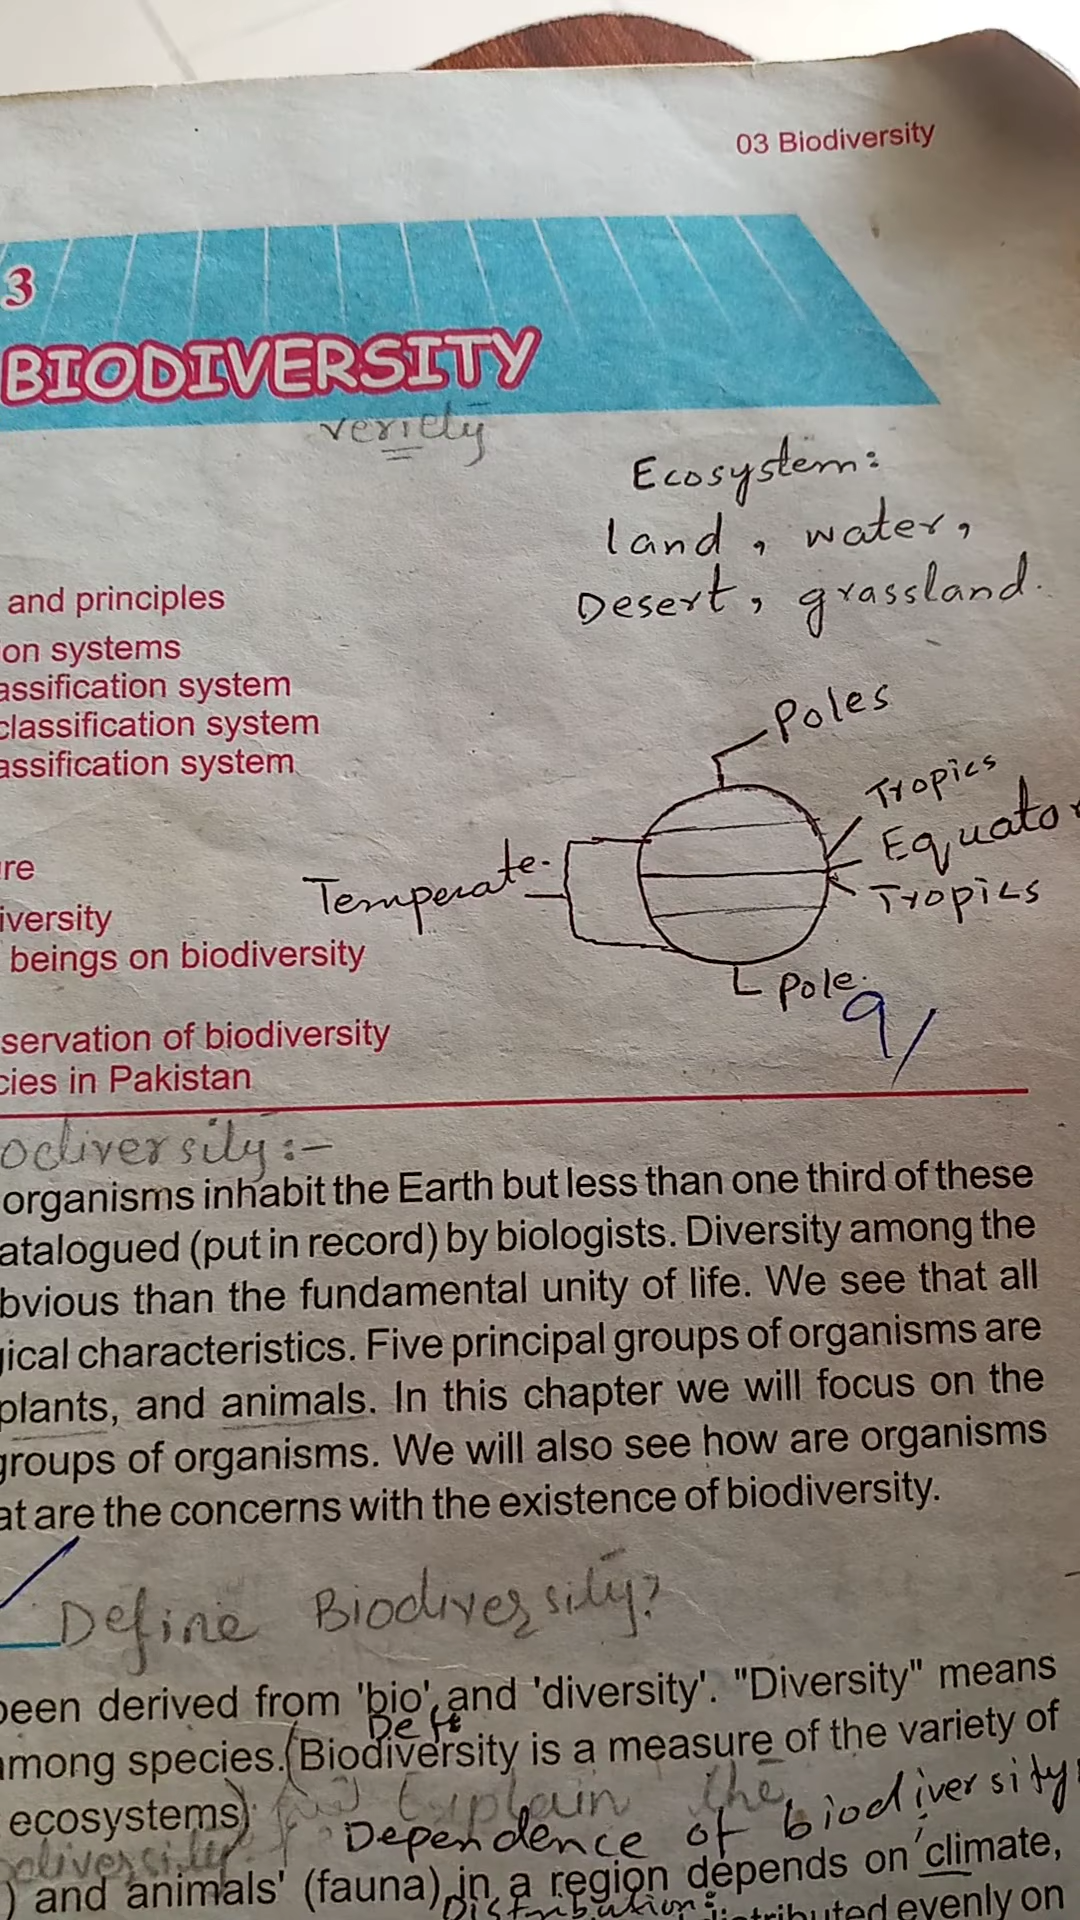 03 Biodiversity
3
BIODIVERSITY
veriety
Ecosystem:
land, water,
Desert, grassland.
and principles
on systems
assification system
classification system
assification system
Poles
Tropics
Equato
Tropics
Temperate
Pole.
9/
re
iversity
beings on biodiversity
servation of biodiversity
cies in Pakistan
odiversity:-
organisms inhabit the Earth but less than one third of these
atalogued (put in record) by biologists. Diversity among the
bvious than the fundamental unity of life. We see that all
gical characteristics. Five principal groups of organisms are
plants, and animals. In this chapter we will focus on the
groups of organisms. We will also see how are organisms
at are the concerns with the existence of biodiversity.
Define Biodiversity?
been derived from 'bio' and 'diversity'. "Diversity" means
among species. (Biodiversity is a measure of the variety of
ecosystems)
Explain the
Dependence of biodiversity
) and animals' (fauna) in a region depends on climate,
Distribution:
tributed evenly on